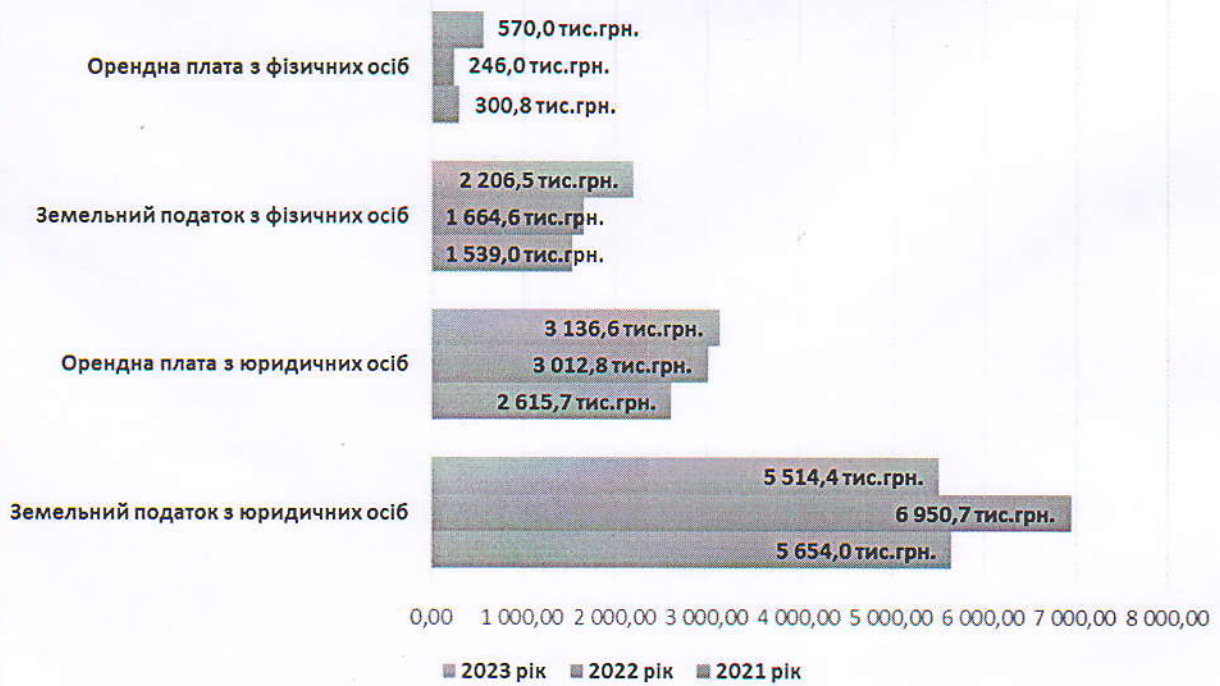 570,0 тис.грн.
Орендна плата з фізичних осіб
246,0 тис.грн.
300,8 тис.грн.
2 206,5 тис.грн.
Земельний податок з фізичних осіб
1 664,6 тис.грн.
1 539,0 тис.грн.
3 136,6 тис.грн.
Орендна плата з юридичних осіб
3 012,8 тис.грн.
2 615,7 тис.грн.
5 514,4 тис.грн.
Земельний податок з юридичних осіб
6 950,7 тис.грн.
5 654,0 тис.грн.
0,00 1 000,00 2 000,00 3 000,00 4 000,00 5 000,00 6 000,00 7 000,00 8 000,00
2023 рік 2022 рік 2021 рік